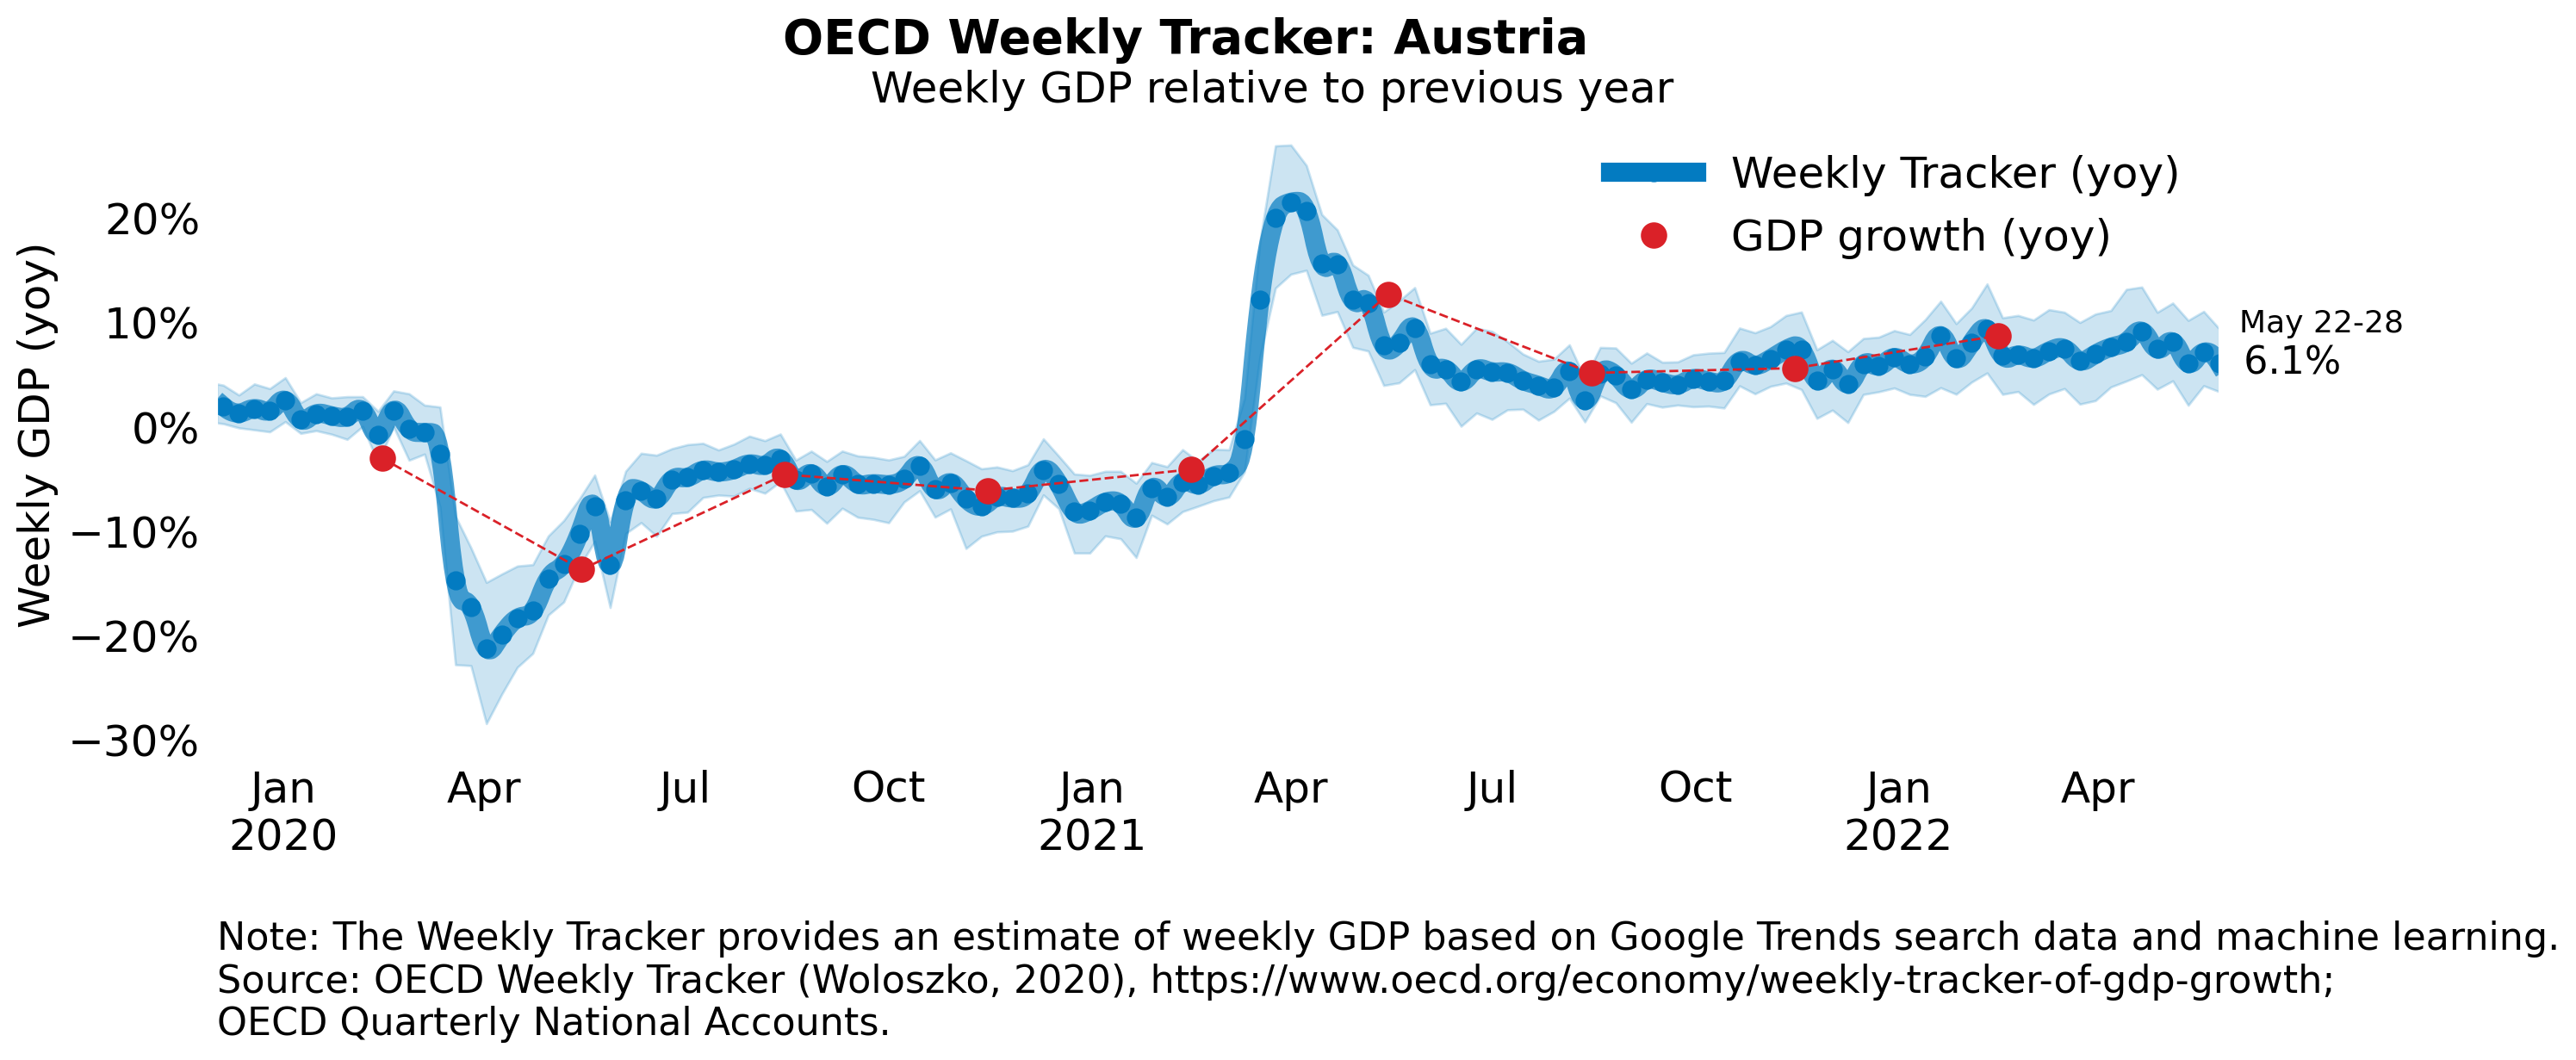 OECD Weekly Tracker: Austria
Weekly GDP relative to previous year
Weekly Tracker (yoy)
GDP growth (yoy)
Weekly GDP (yoy)
20%
10%
0%
−10%
−20%
−30%
May 22-28
6.1%
Jan Apr Jul Oct Jan Apr Jul Oct Jan Apr
2020 2021 2022
Note: The Weekly Tracker provides an estimate of weekly GDP based on Google Trends search data and machine learning.
Source: OECD Weekly Tracker (Woloszko, 2020), https://www.oecd.org/economy/weekly-tracker-of-gdp-growth;
OECD Quarterly National Accounts.